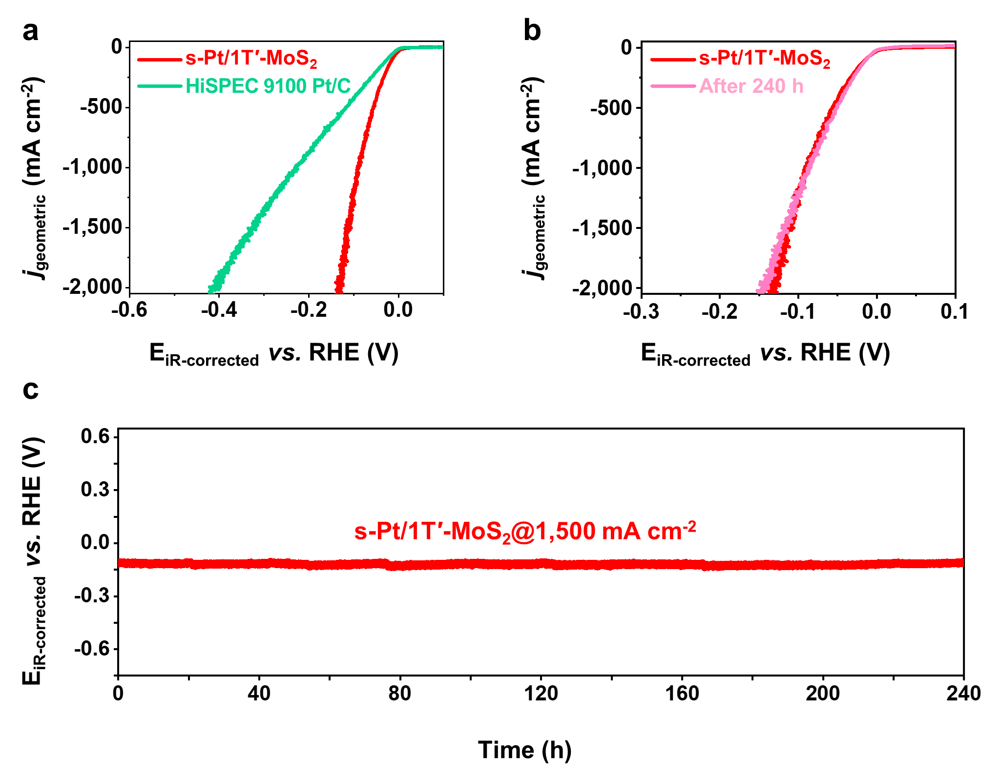 a
0
-500
-1,000
-1,500
-2,000
s-Pt/1T′-MoS2
HiSPEC 9100 Pt/C
jgeometric (mA cm-2)
-0.6 -0.4 -0.2 0.0
EiR-corrected vs. RHE (V)
b
0
-500
-1,000
-1,500
-2,000
s-Pt/1T′-MoS2
After 240 h
jgeometric (mA cm-2)
-0.3 -0.2 -0.1 0.0 0.1
EiR-corrected vs. RHE (V)
c
0.6
0.3
0.0
-0.3
-0.6
EiR-corrected vs. RHE (V)
s-Pt/1T′-MoS2@1,500 mA cm-2
0 40 80 120 160 200 240
Time (h)